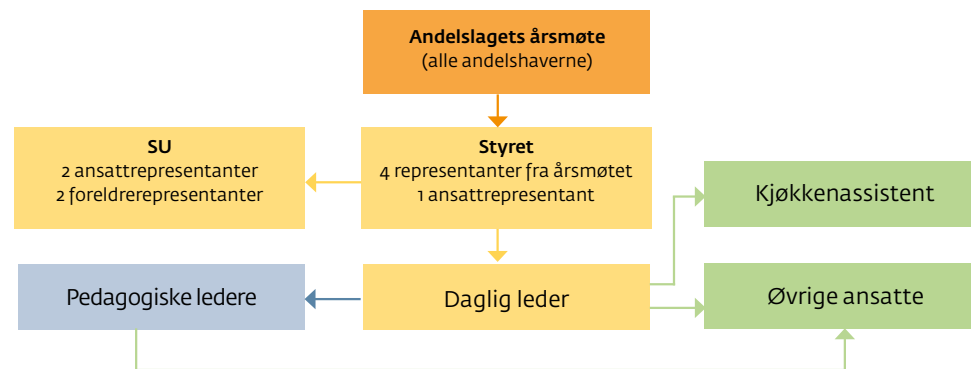 Andelslagets årsmøte
(alle andelshaverne)
SU
2 ansattrepresentanter
2 foreldrerepresentanter
Styret
4 representanter fra årsmøtet
1 ansattrepresentant
Kjøkkenassistent
Pedagogiske ledere
Daglig leder
Øvrige ansatte